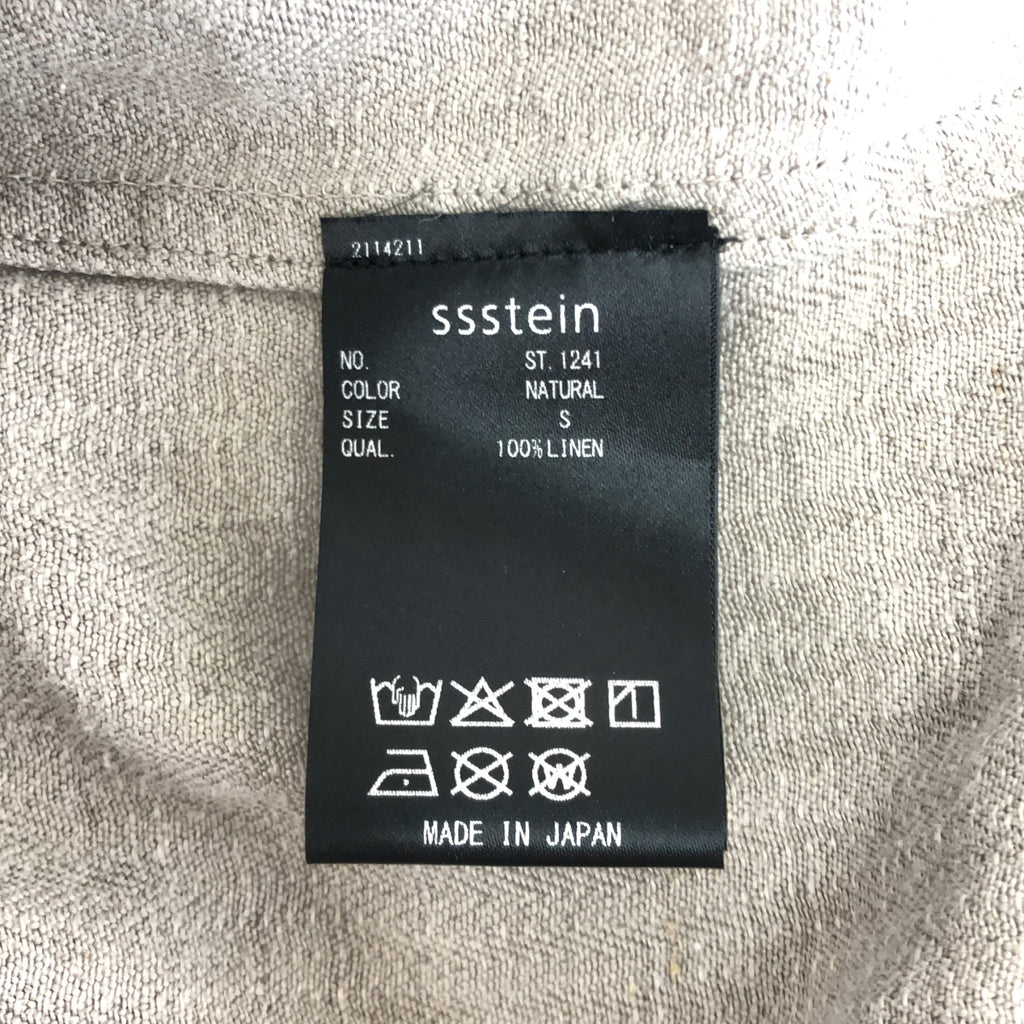 2114211
ssstein
NO. ST. 1241
COLOR NATURAL
SIZE S
QUAL. 100% LINEN
W
MADE IN JAPAN